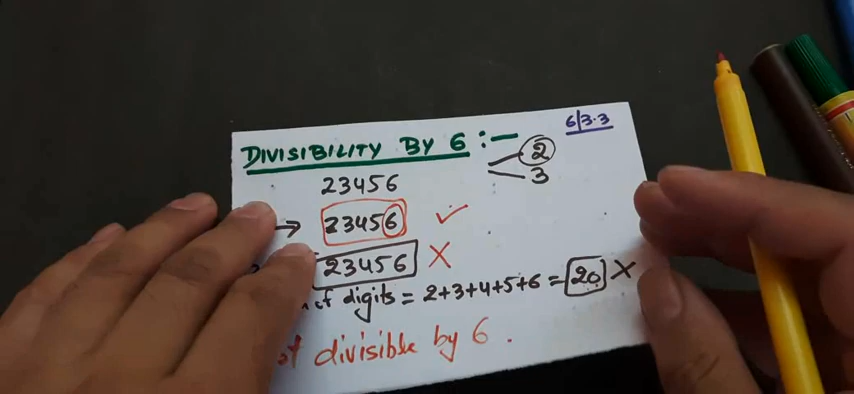 DIVISIBILITY BY 6 :-
6/3.3
2
3
23456
→ 23456 ✓
23456 ✗
of digits = 2+3+4+5+6 = 20 ✗
divisible by 6.